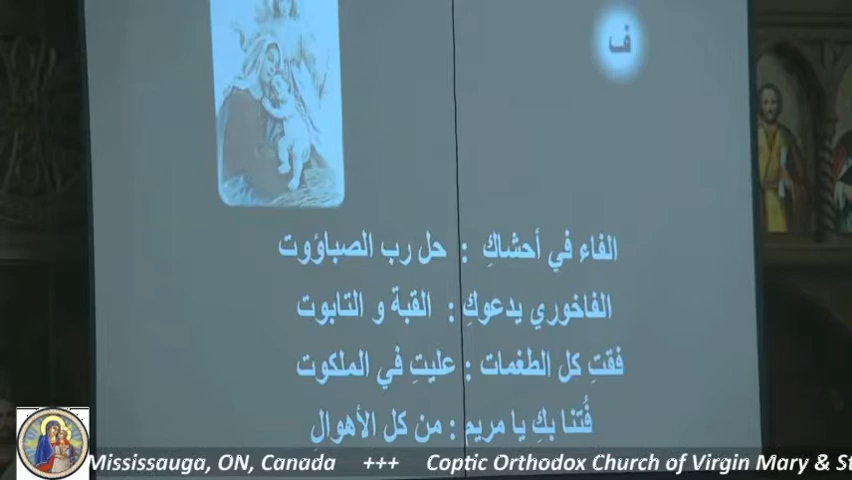 ف
الفاء في أحشاكِ : حل رب الصباؤوت
الفاخوري يدعوكِ : القبة و التابوت
فقتِ كل الطغمات : عليتِ في الملكوت
فُتنا بكِ يا مريم : من كل الأهوالِ
Mississauga, ON, Canada +++ Coptic Orthodox Church of Virgin Mary & St